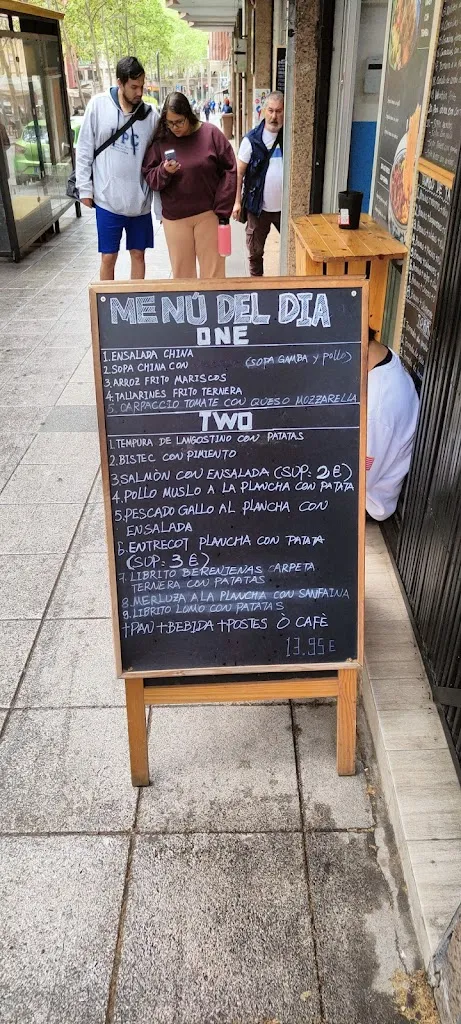 MENÚ DEL DIA
ONE
1. ENSALADA CHINA
2. SOPA CHINA CON (SOPA GAMBA Y POLLO)
3. ARROZ FRITO MARISCOS
4. TALLARINES FRITO TERNERA
5. CARPACCIO TOMATE CON QUESO MOZZARELLA
TWO
1. TEMPURA DE LANGOSTINO CON PATATAS
2. BISTEC CON PIMIENTO
3 SALMÒN CON ENSALADA (SUP: 2€)
4. POLLO MUSLO A LA PLANCHA CON PATATA
5. PESCADO GALLO AL PLANCHA CON
ENSALADA
6. ENTRECOT PLANCHA CON PATATA
(SUP: 3€)
7. LIBRITO BERENJENAS CARPETA
TERNERA CON PATATAS
8. MERLUZA A LA PLANCHA CON SANFAINA
9. LIBRITO LOMO CON PATATAS
+PAN +BEBIDA +POSTES Ò CAFÈ
13.95€